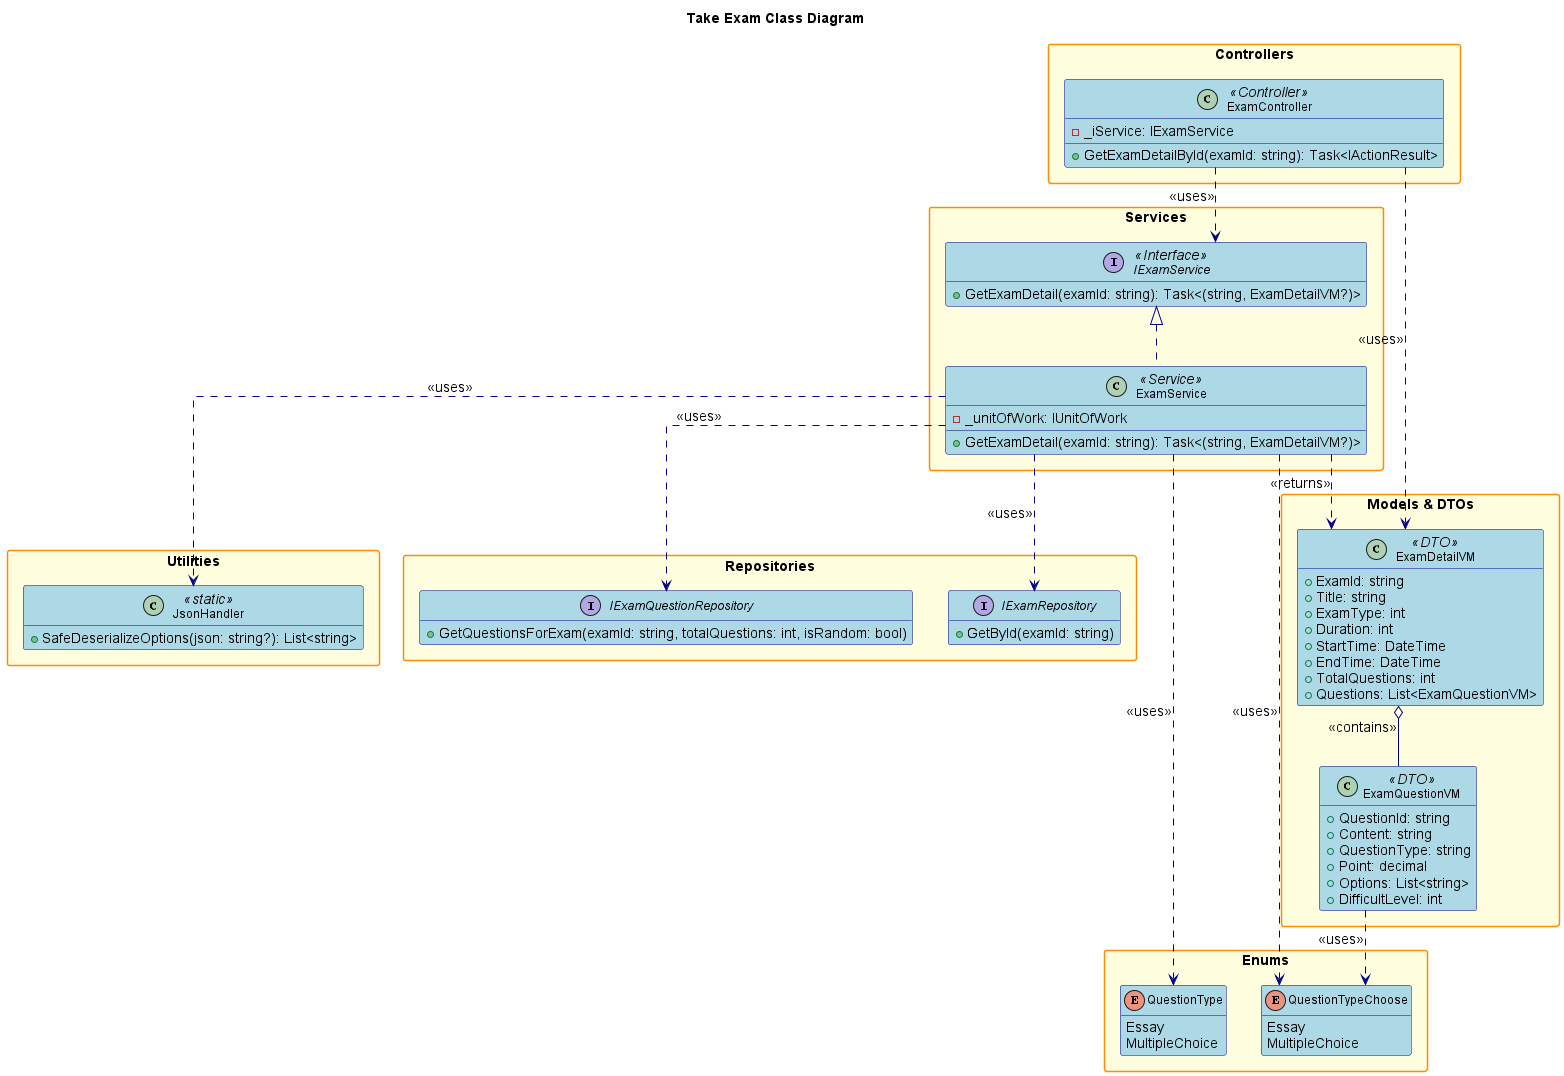 Take Exam Class Diagram
Controllers
C
«Controller»
ExamController
_iService: IExamService
GetExamDetailById(examId: string): Task<IActionResult>
«uses»
Services
I
«Interface»
IExamService
GetExamDetail(examId: string): Task<(string, ExamDetailVM?)>
«uses»
C
«Service»
ExamService
_unitOfWork: IUnitOfWork
GetExamDetail(examId: string): Task<(string, ExamDetailVM?)>
«uses»
«uses»
«returns»
«uses»
Utilities
C
«static»
JsonHandler
SafeDeserializeOptions(json: string?): List<string>
Repositories
I
IExamQuestionRepository
GetQuestionsForExam(examId: string, totalQuestions: int, isRandom: bool)
I
IExamRepository
GetById(examId: string)
Models & DTOs
C
«DTO»
ExamDetailVM
ExamId: string
Title: string
ExamType: int
Duration: int
StartTime: DateTime
EndTime: DateTime
TotalQuestions: int
Questions: List<ExamQuestionVM>
«uses»
«uses»
«contains»
C
«DTO»
ExamQuestionVM
QuestionId: string
Content: string
QuestionType: string
Point: decimal
Options: List<string>
DifficultLevel: int
«uses»
Enums
E
QuestionType
Essay
MultipleChoice
E
QuestionTypeChoose
Essay
MultipleChoice